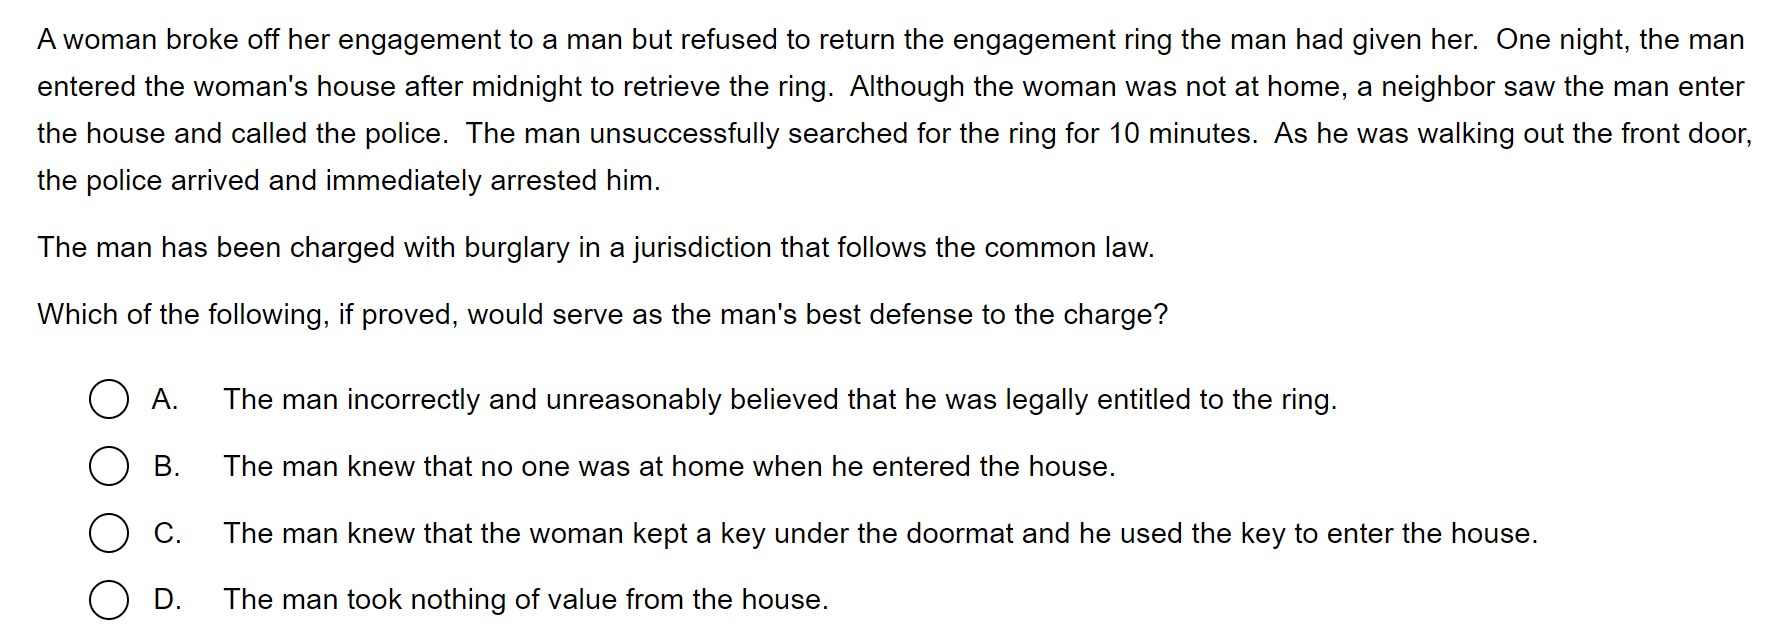 A woman broke off her engagement to a man but refused to return the engagement ring the man had given her.  One night, the man
entered the woman's house after midnight to retrieve the ring.  Although the woman was not at home, a neighbor saw the man enter
the house and called the police.  The man unsuccessfully searched for the ring for 10 minutes.  As he was walking out the front door,
the police arrived and immediately arrested him.
The man has been charged with burglary in a jurisdiction that follows the common law.
Which of the following, if proved, would serve as the man's best defense to the charge?
A. The man incorrectly and unreasonably believed that he was legally entitled to the ring.
B. The man knew that no one was at home when he entered the house.
C. The man knew that the woman kept a key under the doormat and he used the key to enter the house.
D. The man took nothing of value from the house.